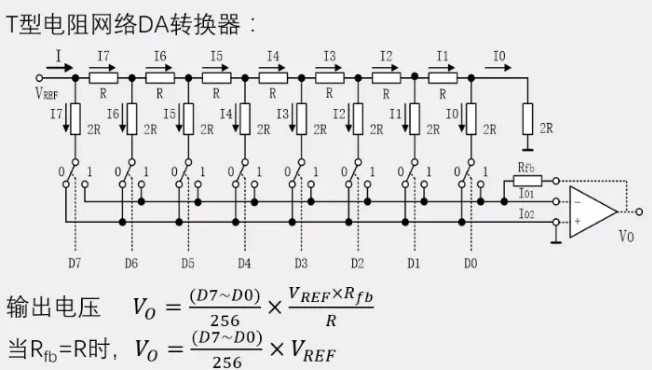 T型电阻网络DA转换器：
I I7 I6 I5 I4 I3 I2 I1 I0
R R R R R R R
VREF
I7 I6 I5 I4 I3 I2 I1 I0
2R 2R 2R 2R 2R 2R 2R 2R 2R
0 1 0 1 0 1 0 1 0 1 0 1 0 1 0 1
Rfb
IO1
−
IO2
+
VO
D7 D6 D5 D4 D3 D2 D1 D0
输出电压 VO = (D7~D0)/256 × VREF×Rfb/R
当Rfb=R时，VO = (D7~D0)/256 × VREF